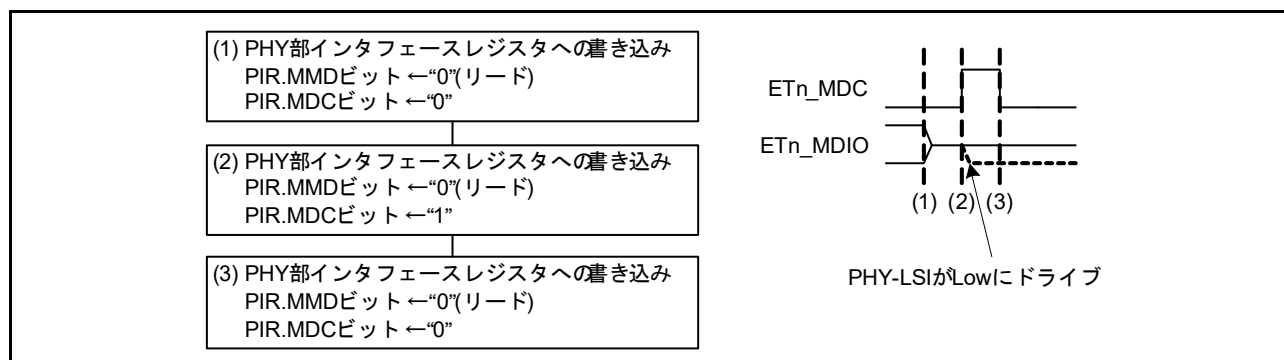 (1) PHY部インタフェースレジスタへの書き込み
PIR.MMDビット ←“0”(リード)
PIR.MDCビット ←“0”
(2) PHY部インタフェースレジスタへの書き込み
PIR.MMDビット ←“0”(リード)
PIR.MDCビット ←“1”
(3) PHY部インタフェースレジスタへの書き込み
PIR.MMDビット ←“0”(リード)
PIR.MDCビット ←“0”
ETn_MDC
ETn_MDIO
(1) (2) (3)
PHY-LSIがLowにドライブ